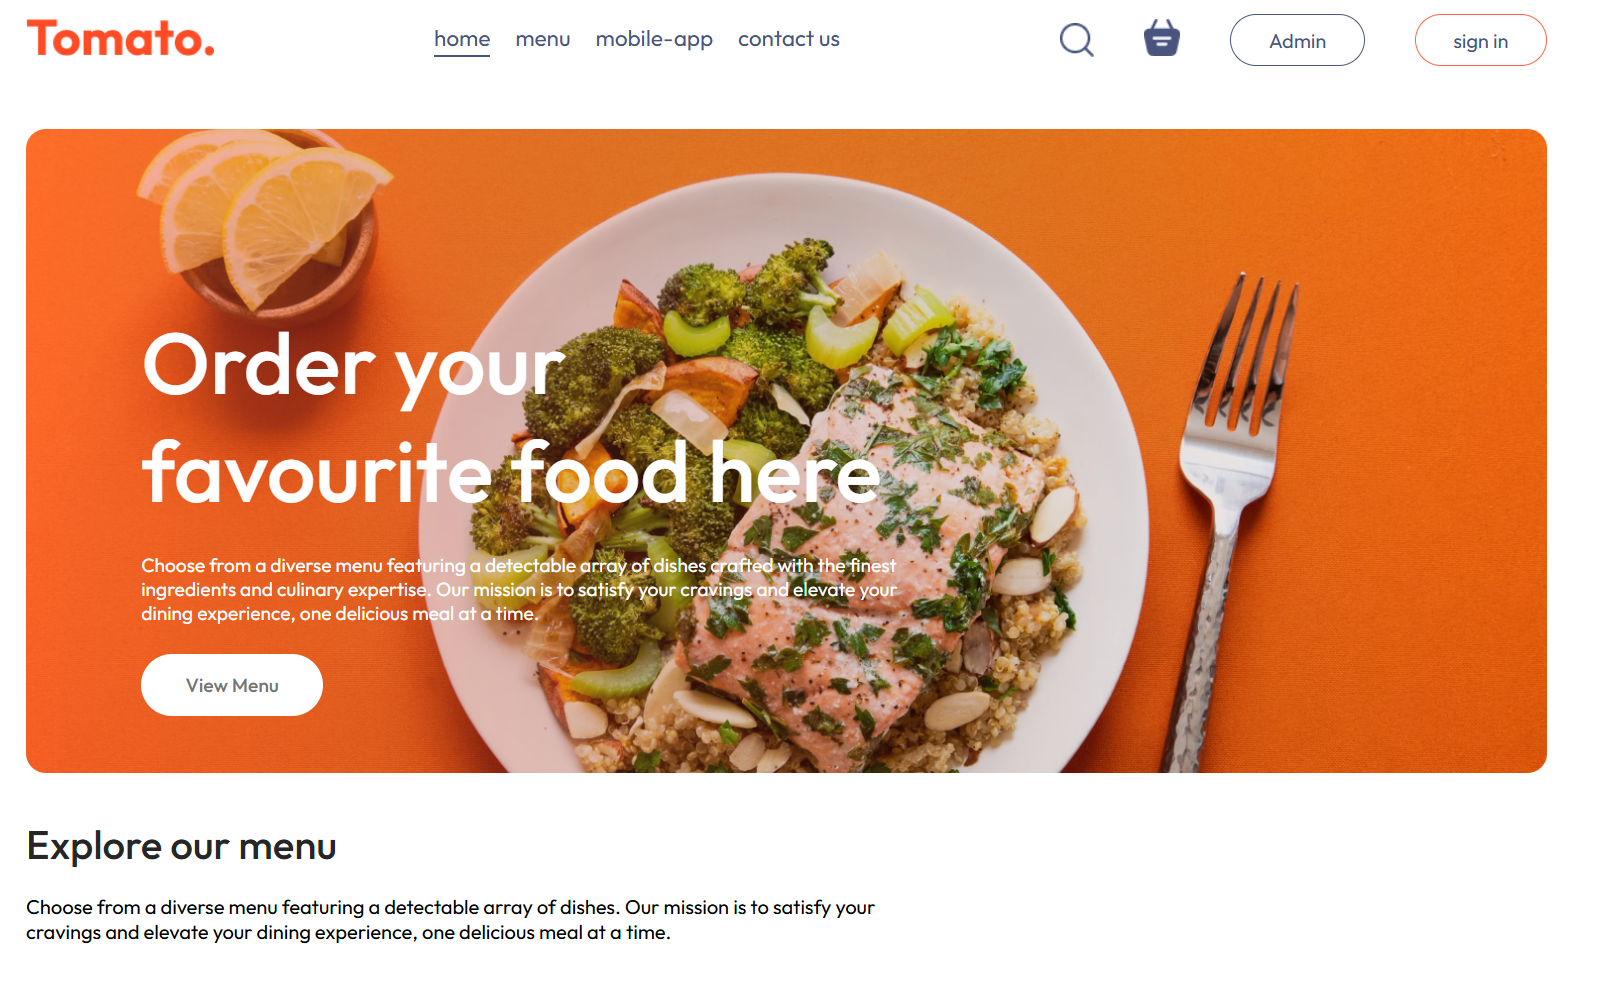 Tomato.
home menu mobile-app contact us
Admin
sign in
Order your
favourite food here
Choose from a diverse menu featuring a detectable array of dishes crafted with the finest
ingredients and culinary expertise. Our mission is to satisfy your cravings and elevate your
dining experience, one delicious meal at a time.
View Menu
Explore our menu
Choose from a diverse menu featuring a detectable array of dishes. Our mission is to satisfy your
cravings and elevate your dining experience, one delicious meal at a time.